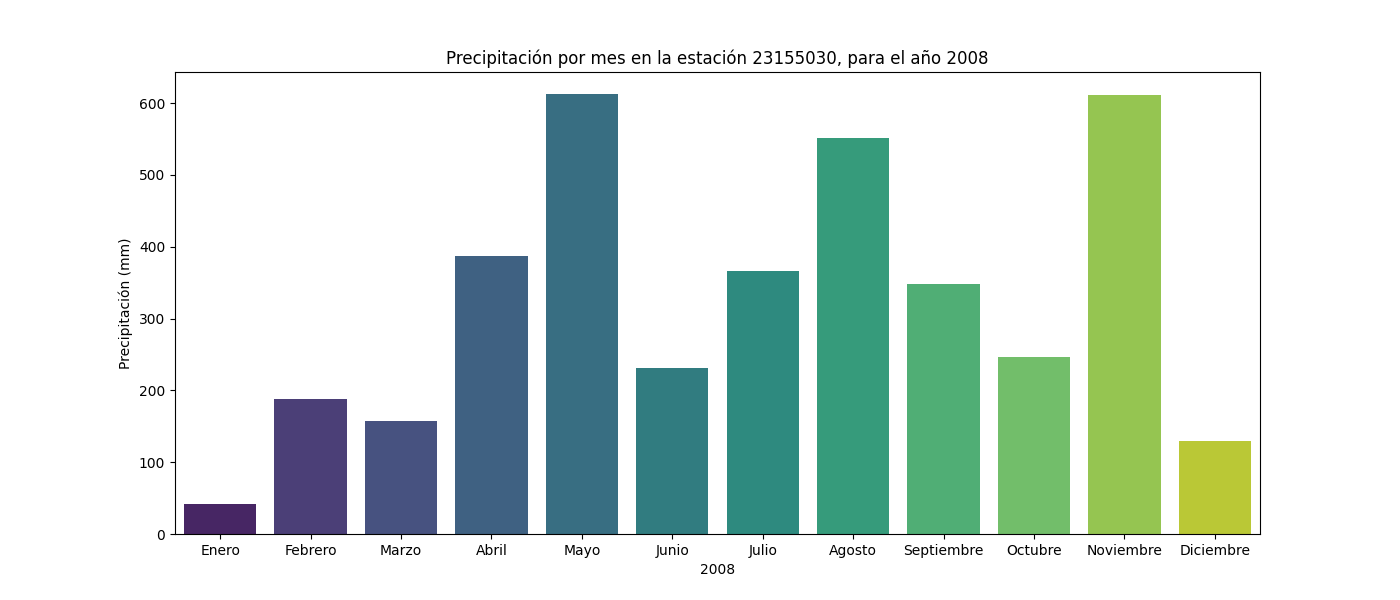 Precipitación por mes en la estación 23155030, para el año 2008
Precipitación (mm)
600
500
400
300
200
100
0
Enero Febrero Marzo Abril Mayo Junio Julio Agosto Septiembre Octubre Noviembre Diciembre
2008